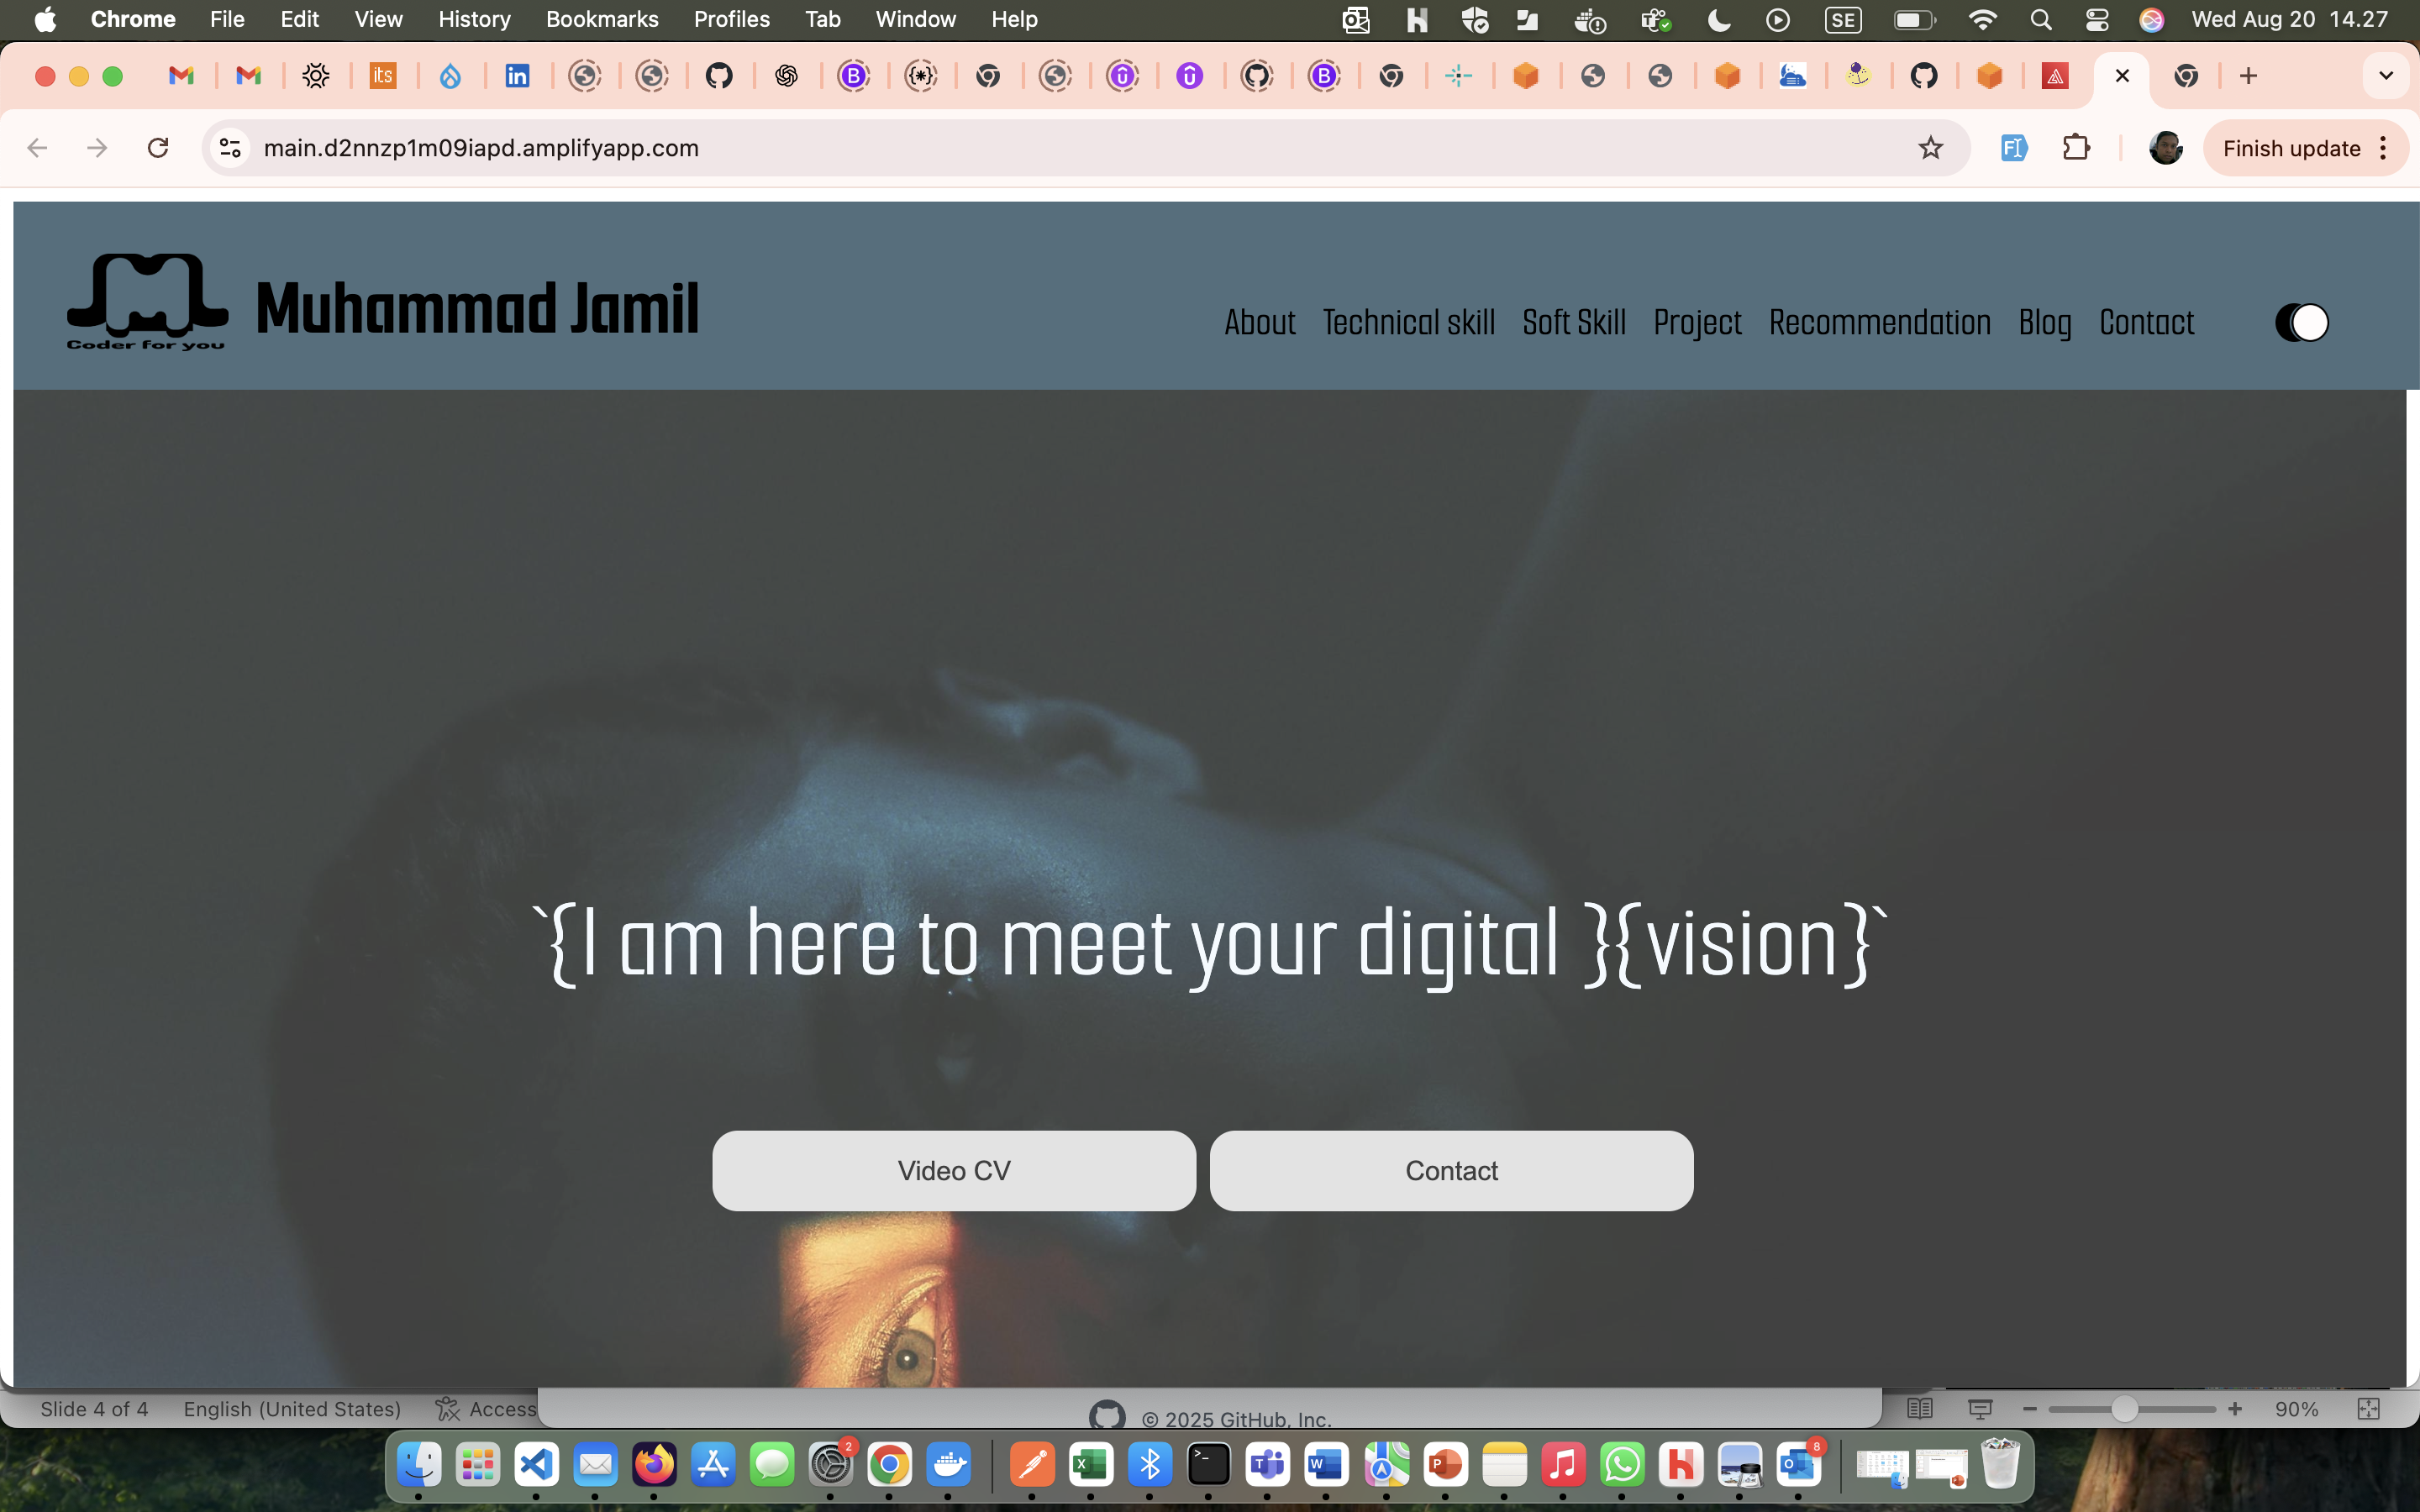 Chrome File Edit View History Bookmarks Profiles Tab Window Help SE Wed Aug 20 14.27
its in B {*} B
main.d2nnzp1m09iapd.amplifyapp.com Finish update
Coder for you
Muhammad Jamil
About Technical skill Soft Skill Project Recommendation Blog Contact
`{I am here to meet your digital }{vision}`
Video CV Contact
Slide 4 of 4 English (United States) Access © 2025 GitHub, Inc. 90%
2 8